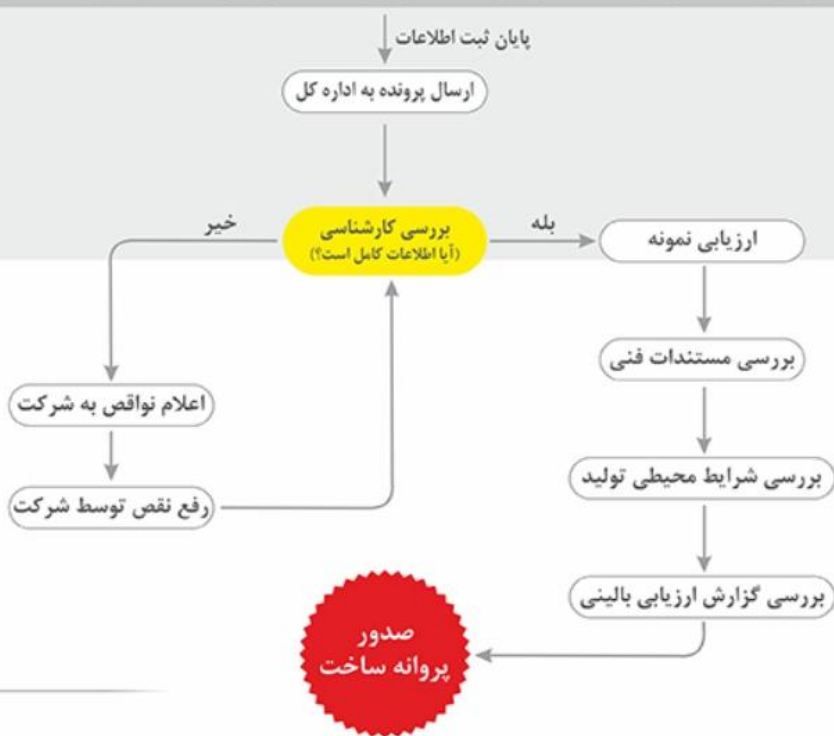 پایان ثبت اطلاعات
ارسال پرونده به اداره کل
بررسی کارشناسی
(آیا اطلاعات کامل است؟)
بله
خیر
ارزیابی نمونه
بررسی مستندات فنی
بررسی شرایط محیطی تولید
بررسی گزارش ارزیابی بالینی
اعلام نواقص به شرکت
رفع نقص توسط شرکت
صدور
پروانه ساخت